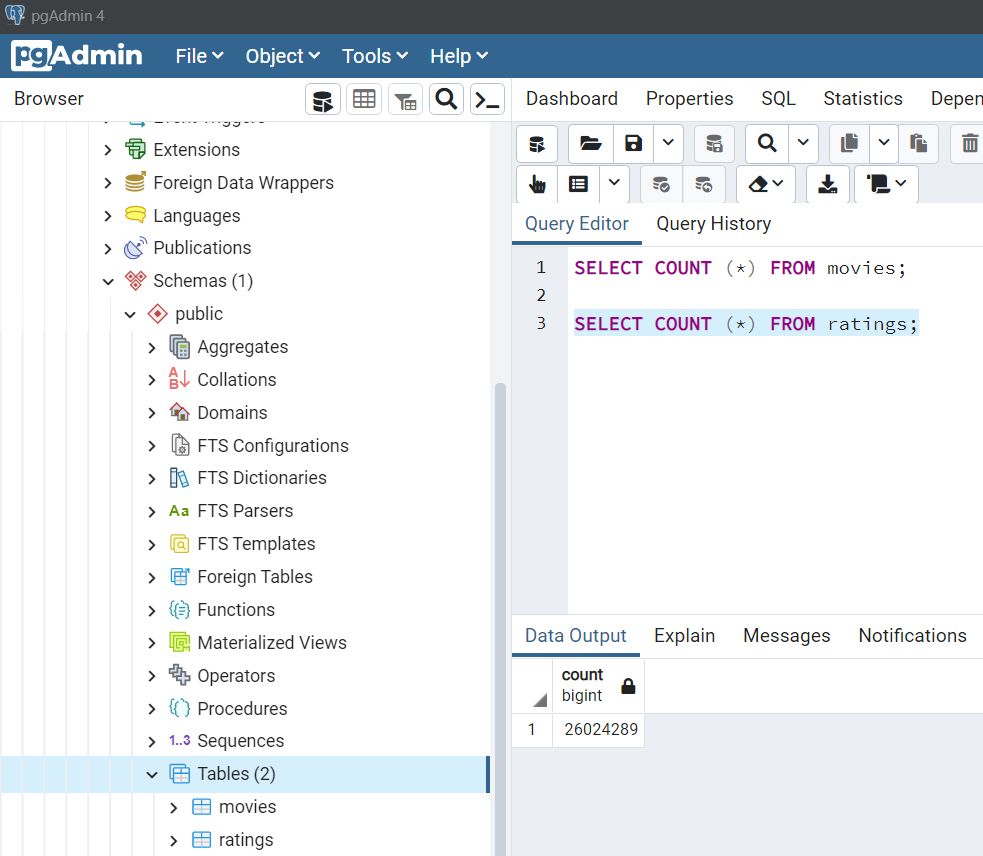 pgAdmin 4
pgAdmin File Object Tools Help
Browser
Dashboard Properties SQL Statistics Depen
Extensions
Foreign Data Wrappers
Languages
Publications
Schemas (1)
public
Aggregates
Collations
Domains
FTS Configurations
FTS Dictionaries
Aa FTS Parsers
FTS Templates
Foreign Tables
Functions
Materialized Views
Operators
Procedures
1..3 Sequences
Tables (2)
movies
ratings
Query Editor Query History
1 SELECT COUNT (*) FROM movies;
2
3 SELECT COUNT (*) FROM ratings;
Data Output Explain Messages Notifications
count
bigint
1 26024289